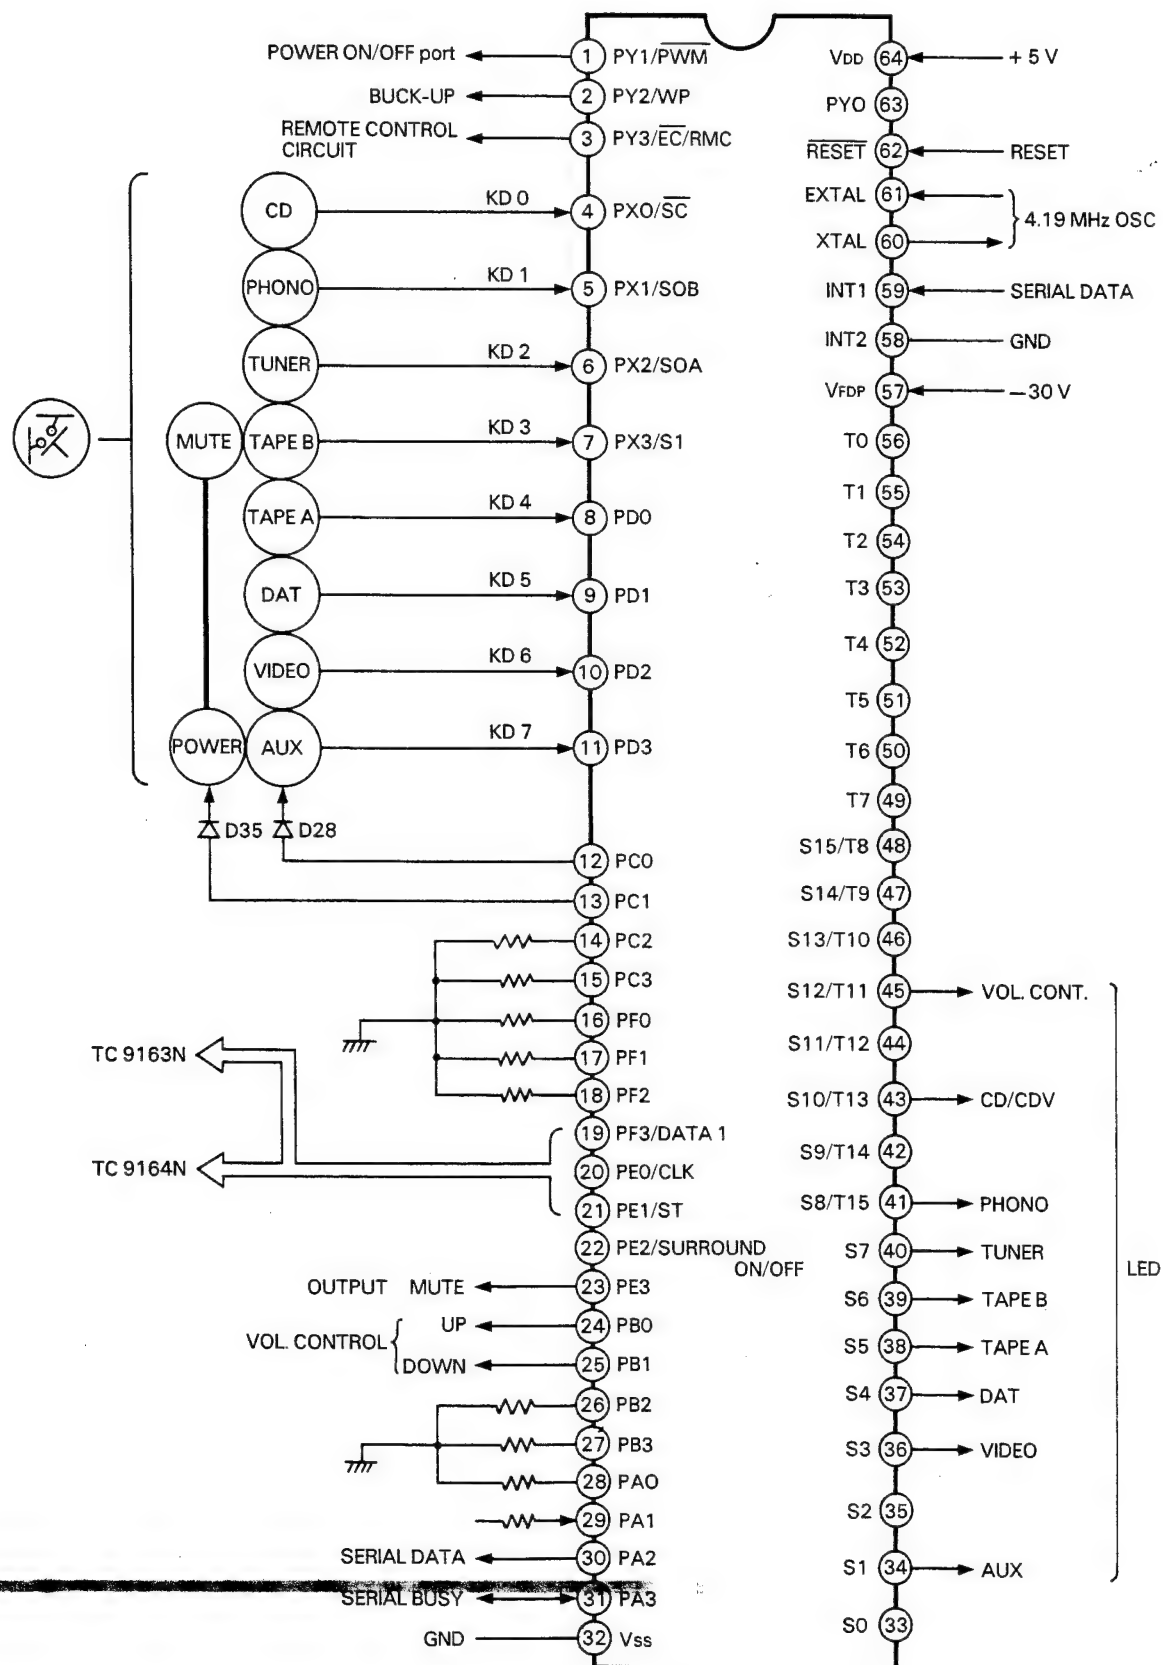 POWER ON/OFF port 1 PY1/PWM
BUCK-UP 2 PY2/WP
REMOTE CONTROL
CIRCUIT
3 PY3/EC/RMC
CD KD 0 4 PX0/SC
PHONO KD 1 5 PX1/SOB
TUNER KD 2 6 PX2/SOA
MUTE TAPE B KD 3 7 PX3/S1
TAPE A KD 4 8 PD0
DAT KD 5 9 PD1
VIDEO KD 6 10 PD2
POWER AUX KD 7 11 PD3
D35 D28
12 PC0
13 PC1
14 PC2
15 PC3
16 PF0
17 PF1
18 PF2
TC 9163N
TC 9164N
19 PF3/DATA 1
20 PE0/CLK
21 PE1/ST
22 PE2/SURROUND
ON/OFF
OUTPUT MUTE 23 PE3
VOL. CONTROL
UP 24 PB0
DOWN 25 PB1
26 PB2
27 PB3
28 PA0
29 PA1
SERIAL DATA 30 PA2
SERIAL BUSY 31 PA3
GND 32 Vss
VDD 64 + 5 V
PY0 63
RESET 62 RESET
EXTAL 61
XTAL 60
4.19 MHz OSC
INT1 59 SERIAL DATA
INT2 58 GND
VFDP 57 −30 V
T0 56
T1 55
T2 54
T3 53
T4 52
T5 51
T6 50
T7 49
S15/T8 48
S14/T9 47
S13/T10 46
S12/T11 45 VOL. CONT.
S11/T12 44
S10/T13 43 CD/CDV
S9/T14 42
S8/T15 41 PHONO
S7 40 TUNER
S6 39 TAPE B
S5 38 TAPE A
S4 37 DAT
S3 36 VIDEO
S2 35
S1 34 AUX
S0 33
LED